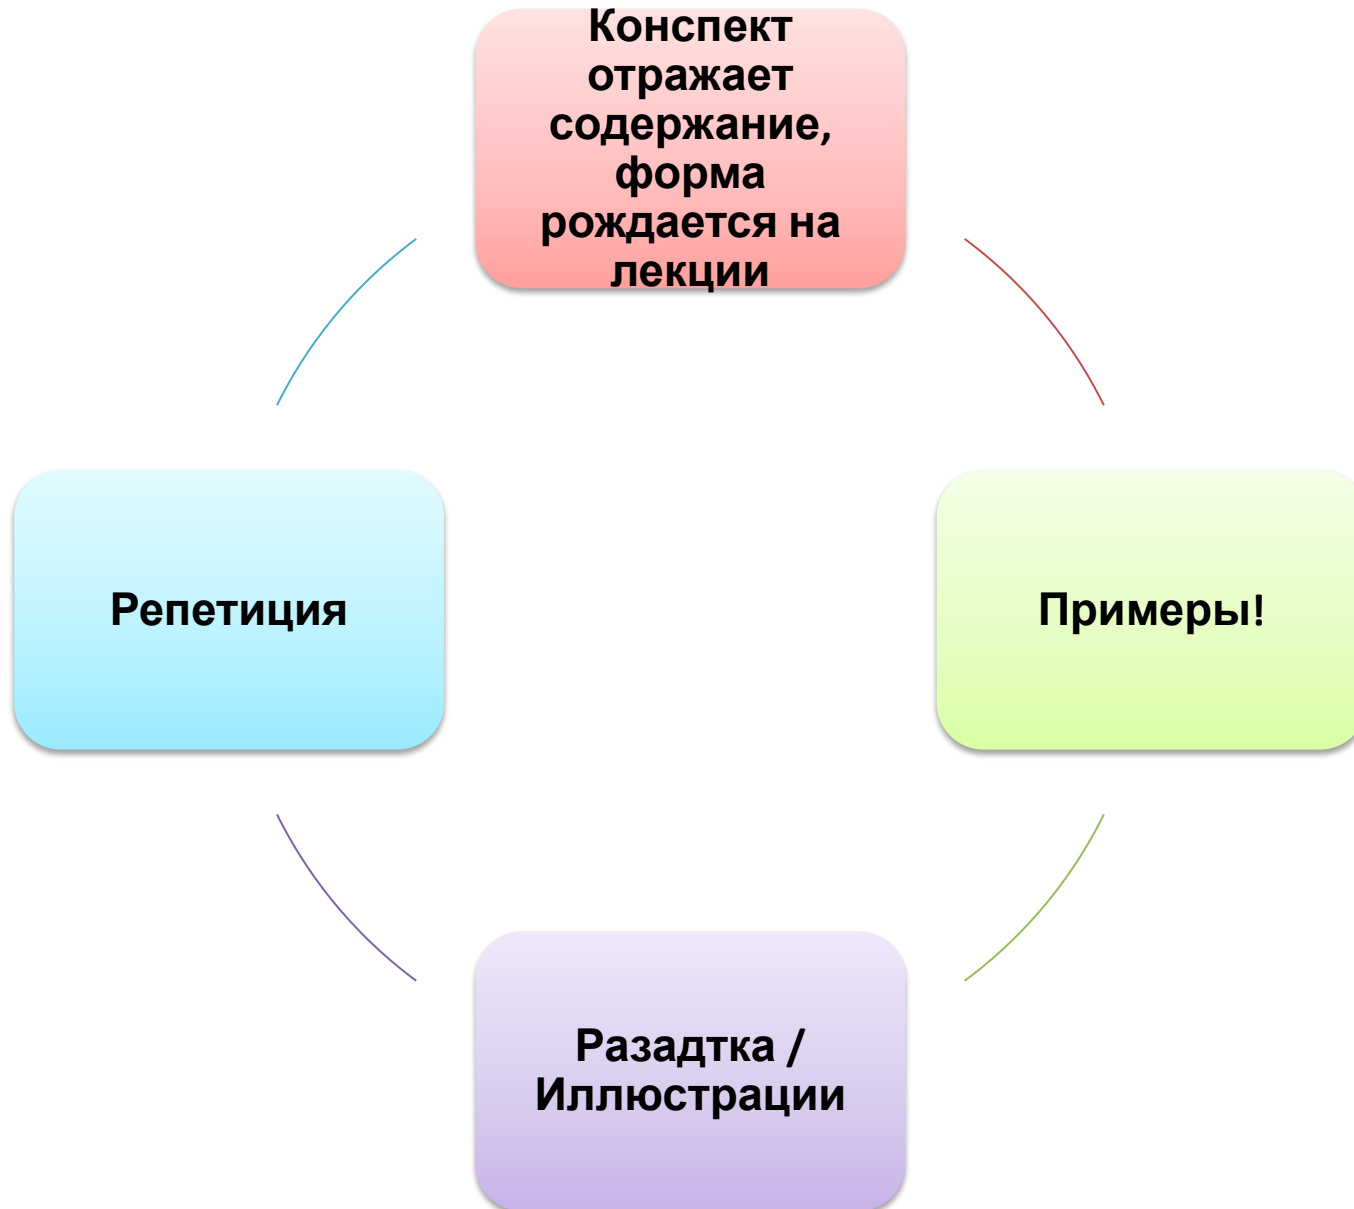 Конспект
отражает
содержание,
форма
рождается на
лекции
Репетиция
Примеры!
Разадтка /
Иллюстрации